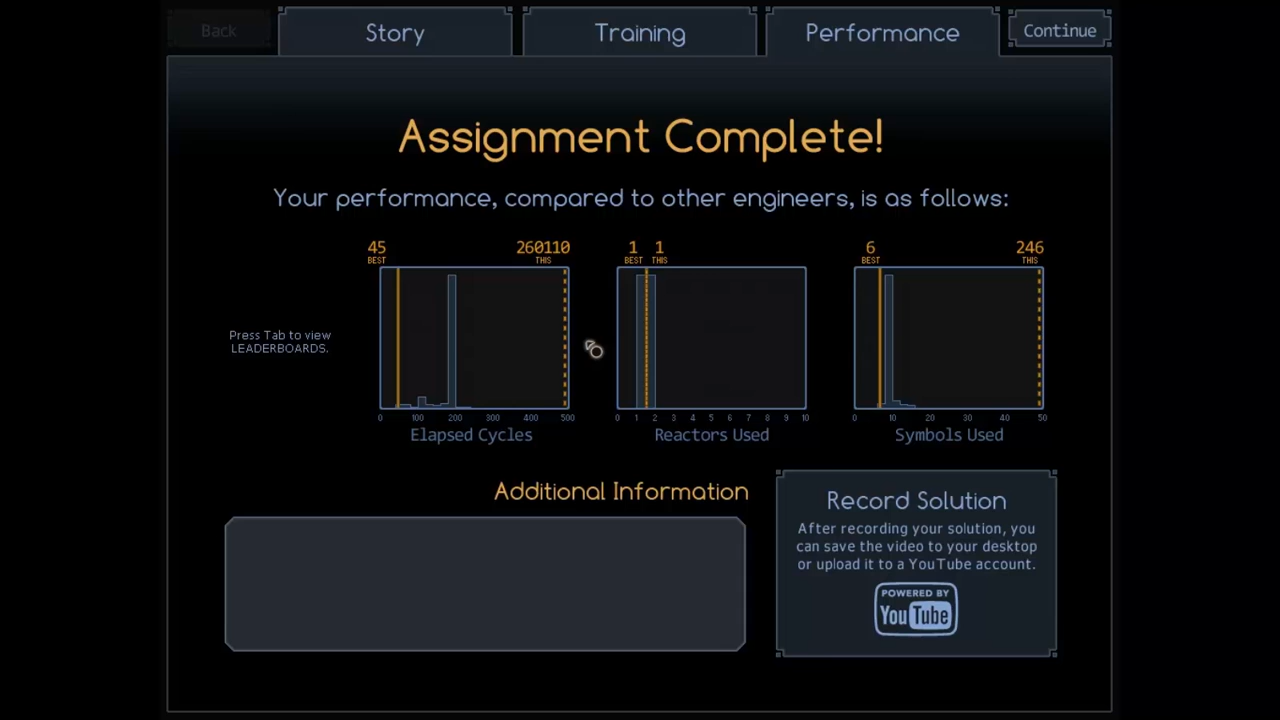 Back
Story
Training
Performance
Continue
Assignment Complete!
Your performance, compared to other engineers, is as follows:
Press Tab to view
LEADERBOARDS.
45
BEST
260110
THIS
0 100 200 300 400 500
Elapsed Cycles
1 1
BEST THIS
0 1 2 3 4 5 6 7 8 9 10
Reactors Used
6
BEST
246
THIS
0 10 20 30 40 50
Symbols Used
Additional Information
Record Solution
After recording your solution, you
can save the video to your desktop
or upload it to a YouTube account.
POWERED BY
YouTube